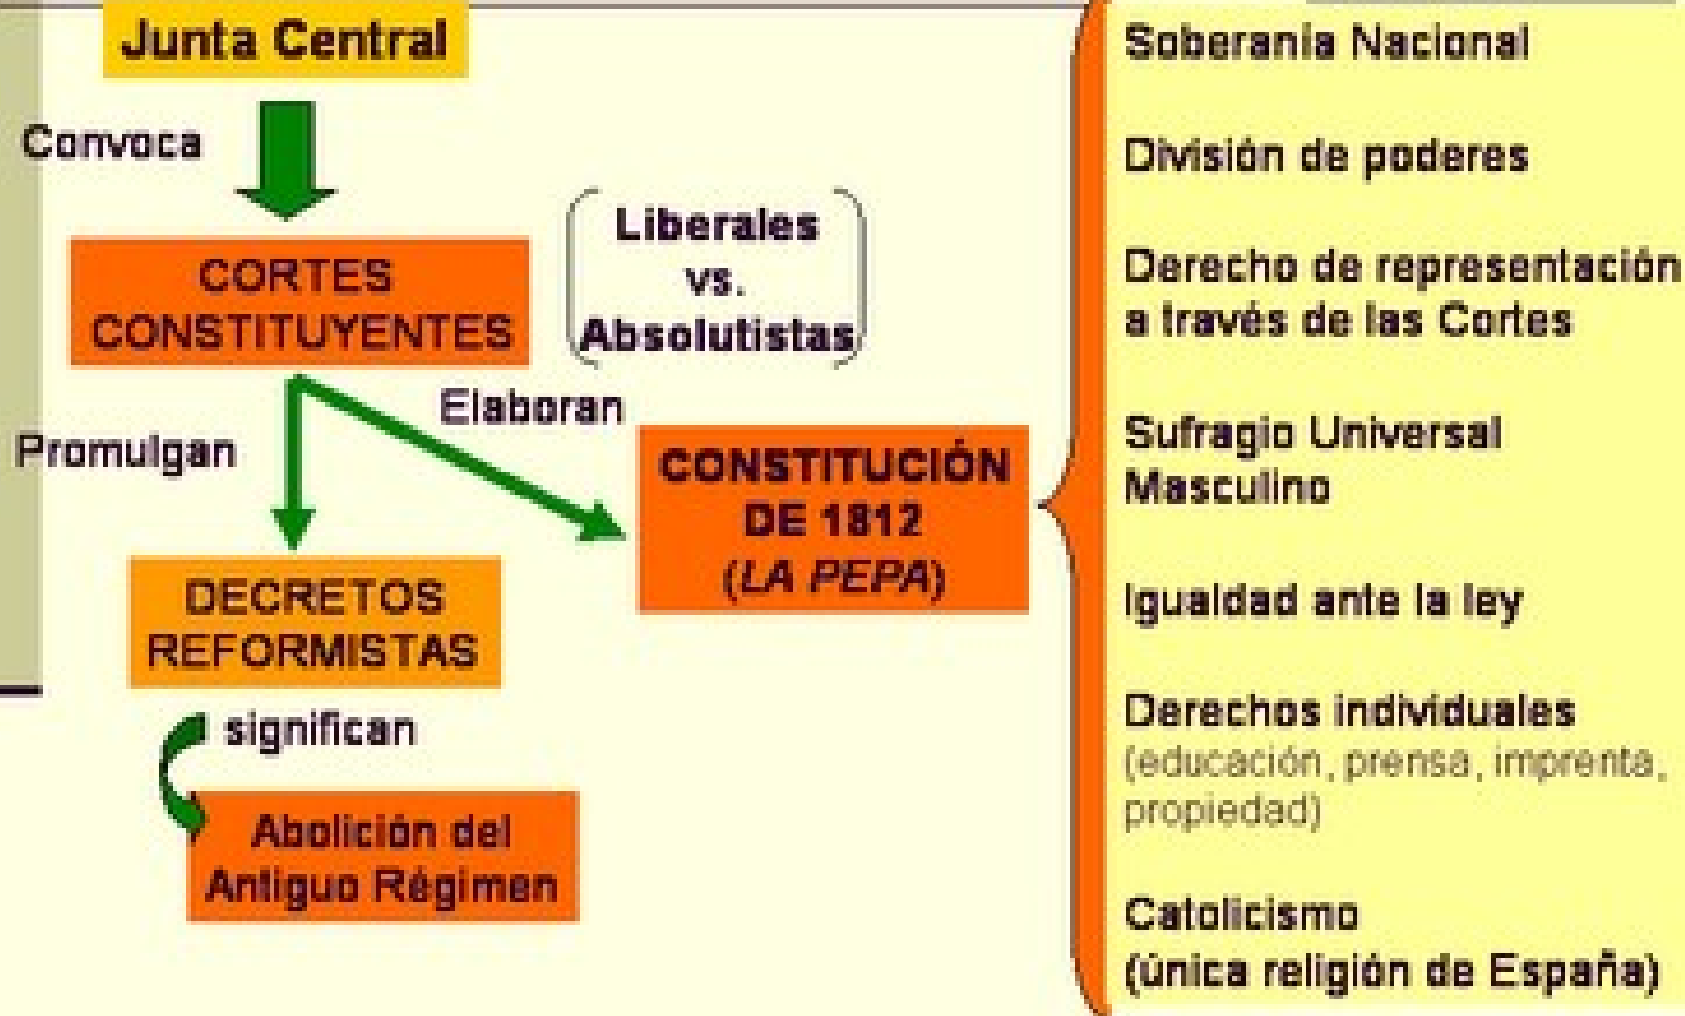 Junta Central
Convoca
CORTES
CONSTITUYENTES
Liberales
vs.
Absolutistas
Promulgan
Elaboran
CONSTITUCIÓN
DE 1812
(LA PEPA)
DECRETOS
REFORMISTAS
significan
Abolición del
Antiguo Régimen
Soberanía Nacional
División de poderes
Derecho de representación
a través de las Cortes
Sufragio Universal
Masculino
Igualdad ante la ley
Derechos individuales
(educación, prensa, imprenta,
propiedad)
Catolicismo
(única religión de España)